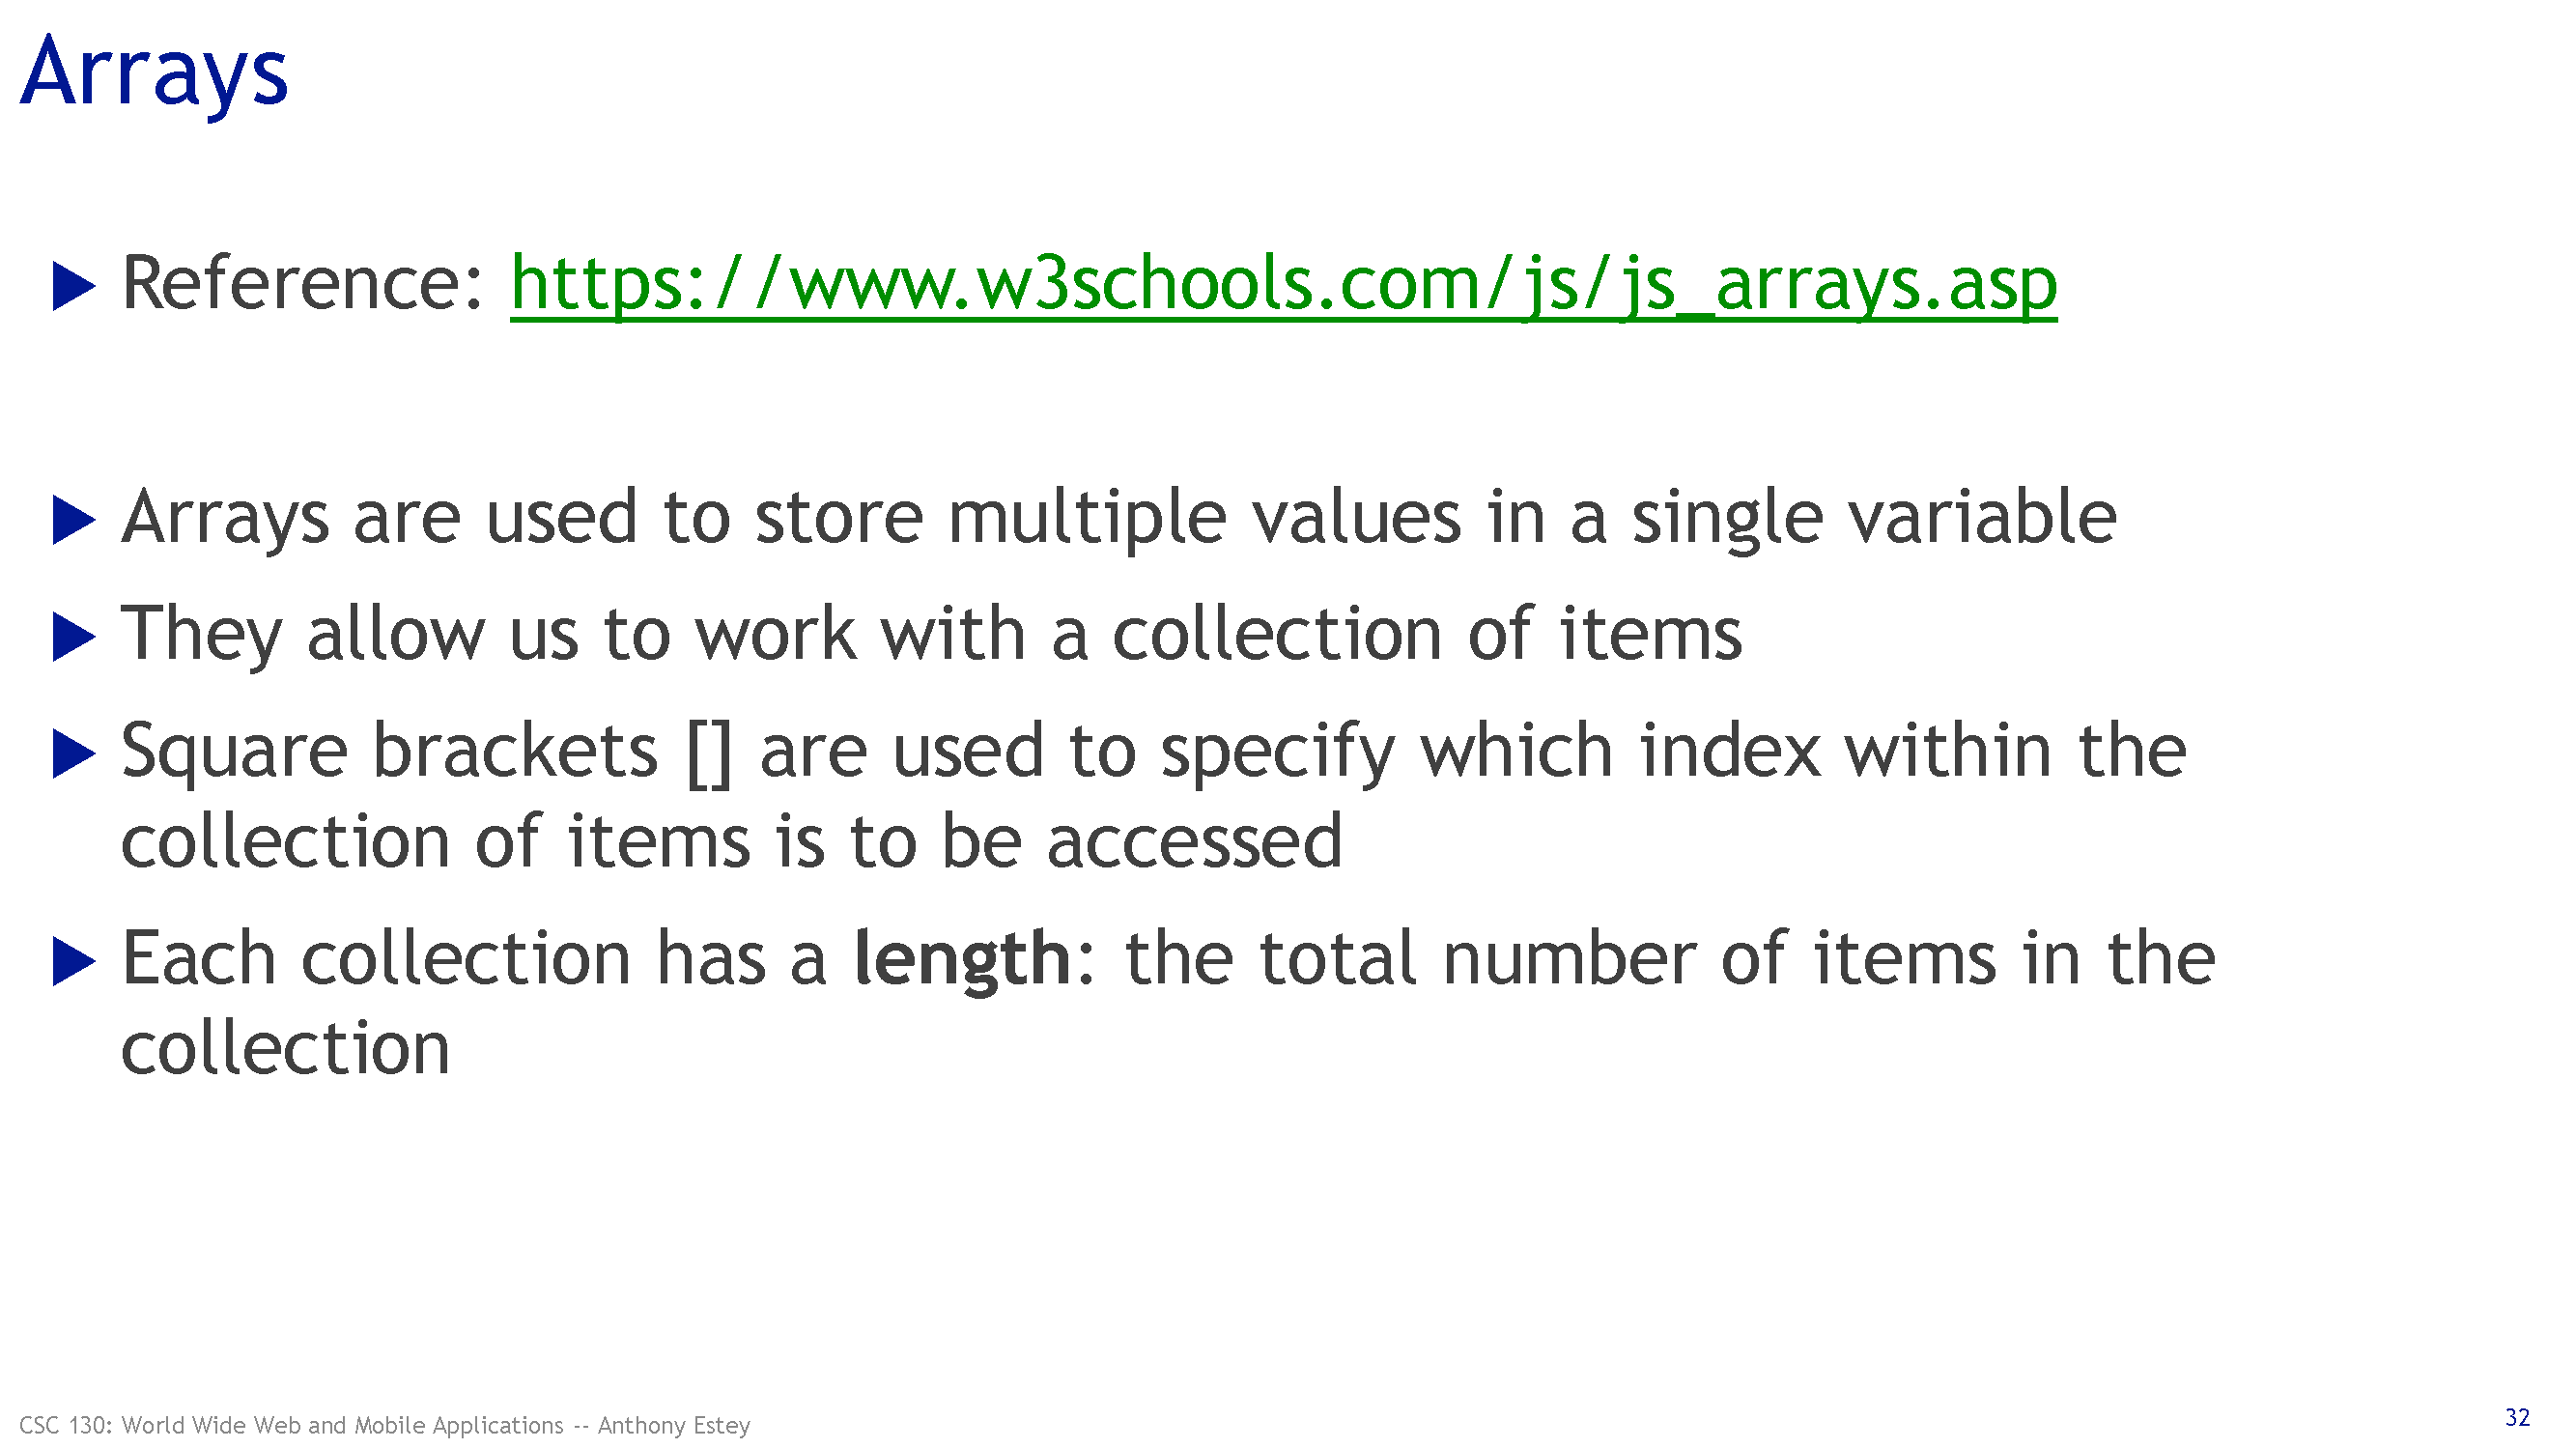 Arrays
▶ Reference: https://www.w3schools.com/js/js_arrays.asp
▶ Arrays are used to store multiple values in a single variable
▶ They allow us to work with a collection of items
▶ Square brackets [] are used to specify which index within the
collection of items is to be accessed
▶ Each collection has a length: the total number of items in the
collection
CSC 130: World Wide Web and Mobile Applications -- Anthony Estey
32